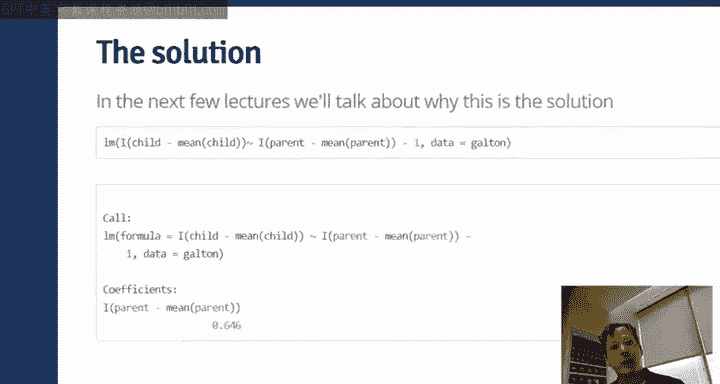 The solution
In the next few lectures we'll talk about why this is the solution
lm(I(child - mean(child))~ I(parent - mean(parent)) - 1, data = galton)
Call:
lm(formula = I(child - mean(child)) ~ I(parent - mean(parent)) -
1, data = galton)
Coefficients:
I(parent - mean(parent))
0.646